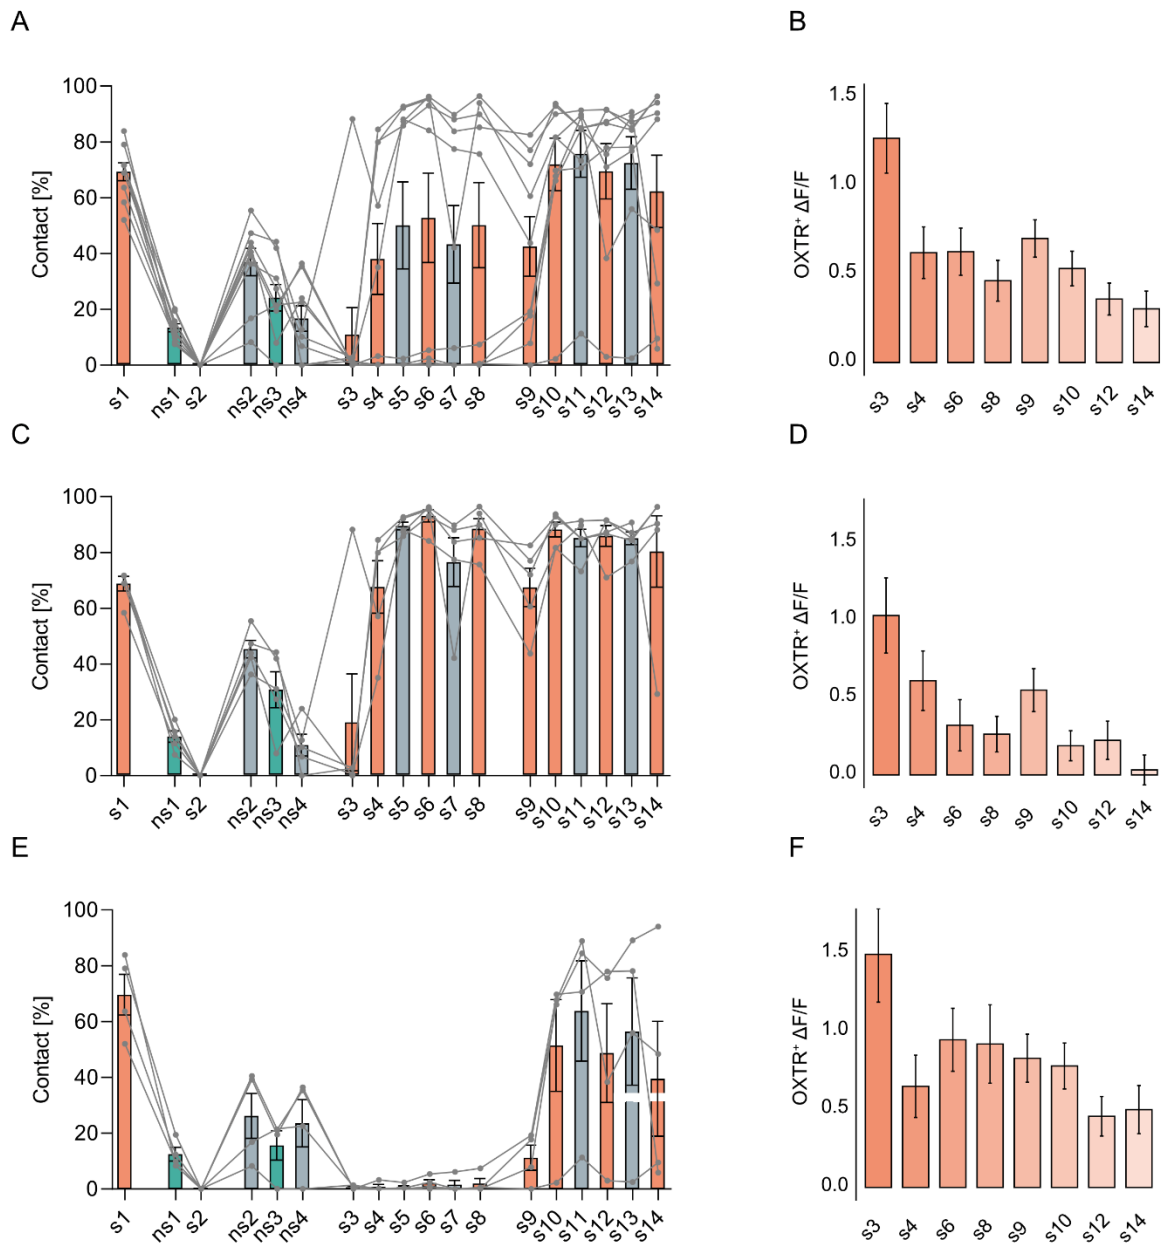 A
Contact [%]
100
80
60
40
20
0
s1
ns1
s2
ns2
ns3
ns4
s3
s4
s5
s6
s7
s8
s9
s10
s11
s12
s13
s14
B
OXTR⁺ ΔF/F
1.5
1.0
0.5
0.0
s3
s4
s6
s8
s9
s10
s12
s14
C
Contact [%]
100
80
60
40
20
0
s1
ns1
s2
ns2
ns3
ns4
s3
s4
s5
s6
s7
s8
s9
s10
s11
s12
s13
s14
D
OXTR⁺ ΔF/F
1.5
1.0
0.5
0.0
s3
s4
s6
s8
s9
s10
s12
s14
E
Contact [%]
100
80
60
40
20
0
s1
ns1
s2
ns2
ns3
ns4
s3
s4
s5
s6
s7
s8
s9
s10
s11
s12
s13
s14
F
OXTR⁺ ΔF/F
1.5
1.0
0.5
0.0
s3
s4
s6
s8
s9
s10
s12
s14